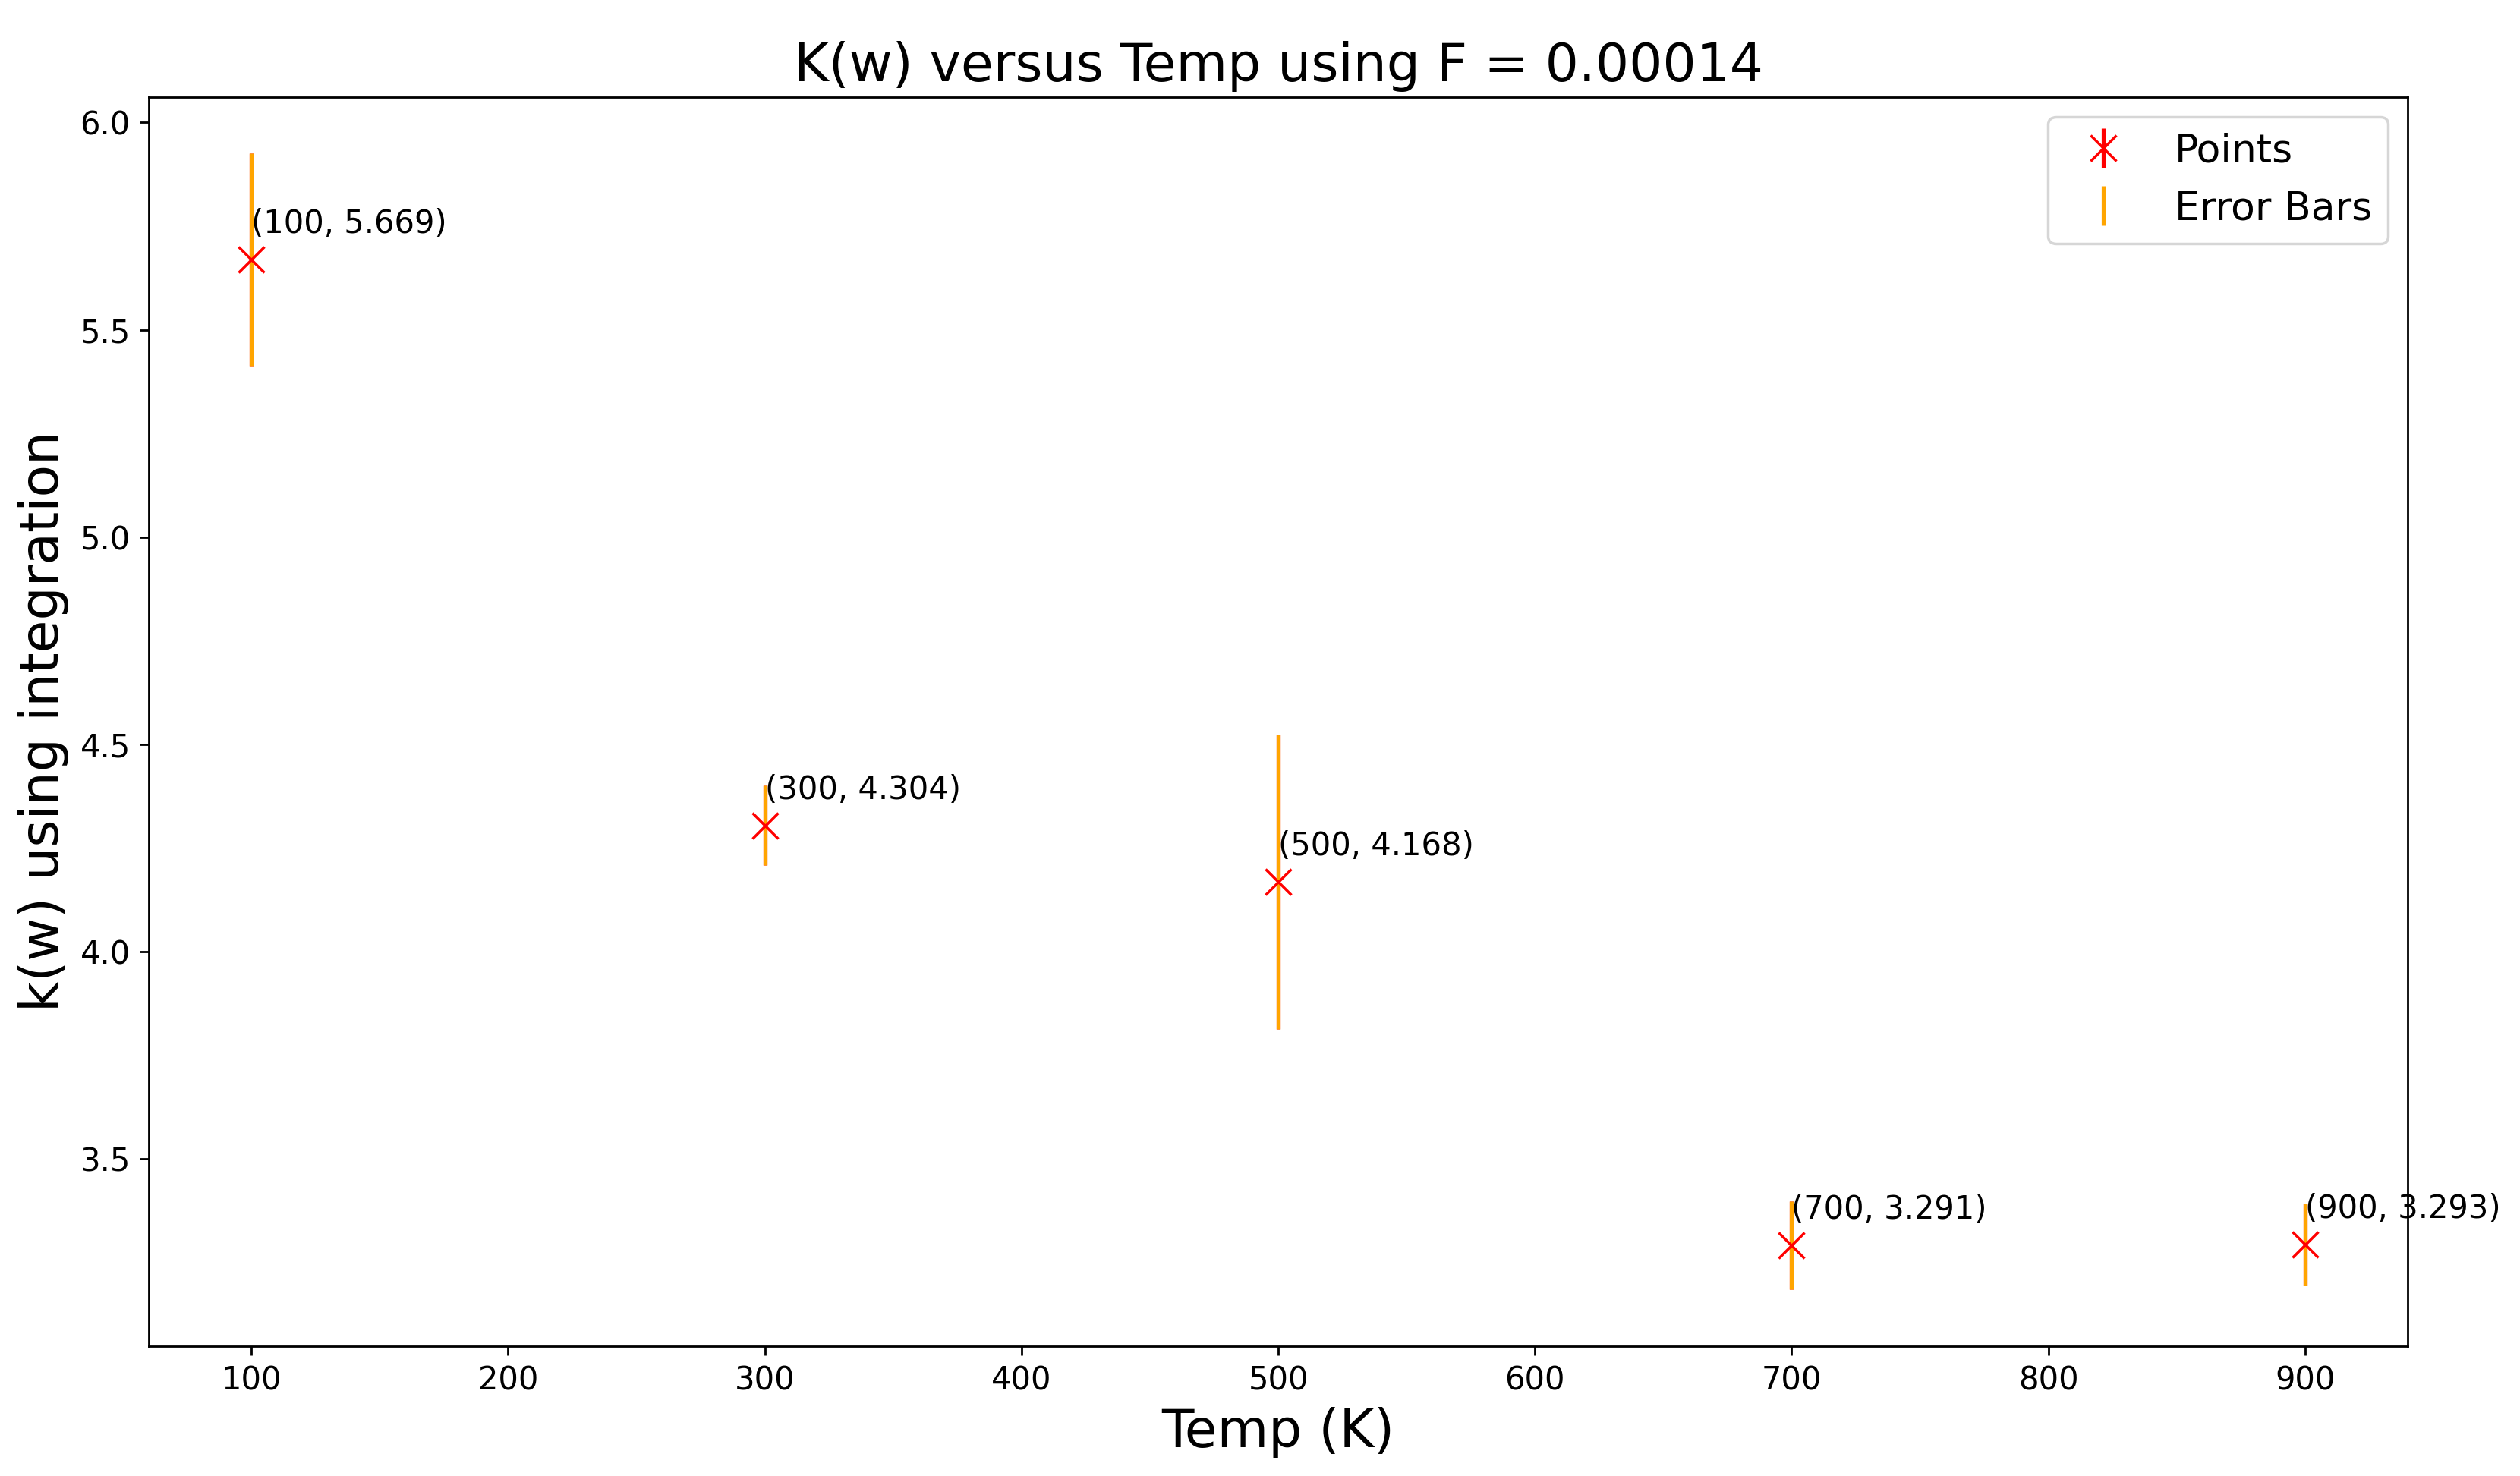 K(w) versus Temp using F = 0.00014
Points
Error Bars
k(w) using integration
6.0
5.5
5.0
4.5
4.0
3.5
(100, 5.669)
(300, 4.304)
(500, 4.168)
(700, 3.291)
(900, 3.293)
100 200 300 400 500 600 700 800 900
Temp (K)